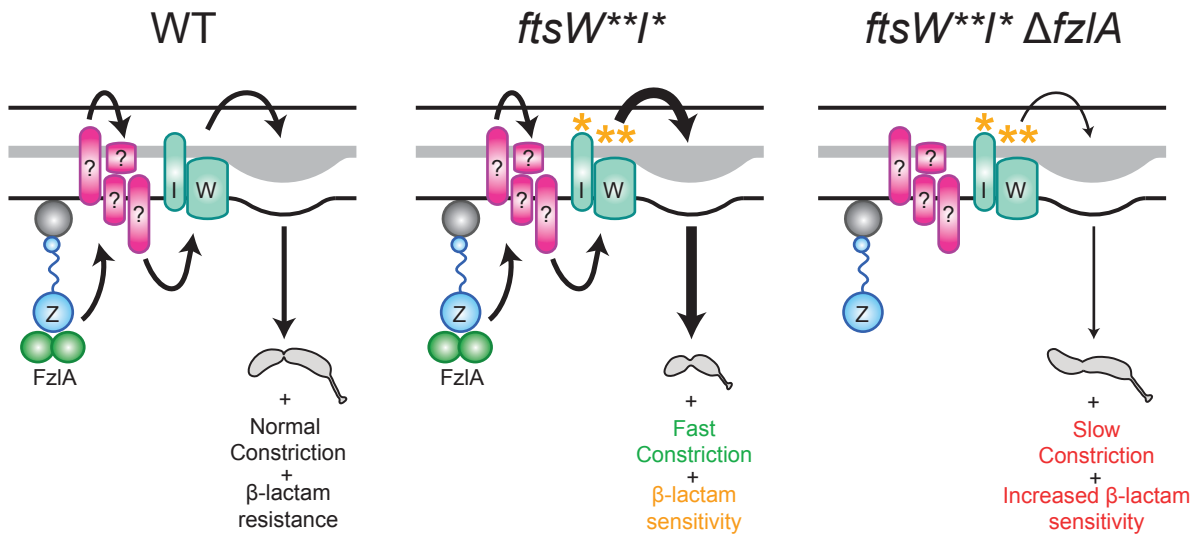 WT
?
?
?
?
I
W
Z
FzlA
+
Normal
Constriction
+
β-lactam
resistance
ftsW**I*
*
**
?
?
?
?
I
W
Z
FzlA
+
Fast
Constriction
+
β-lactam
sensitivity
ftsW**I* ΔfzlA
*
**
?
?
?
?
I
W
Z
+
Slow
Constriction
+
Increased β-lactam
sensitivity